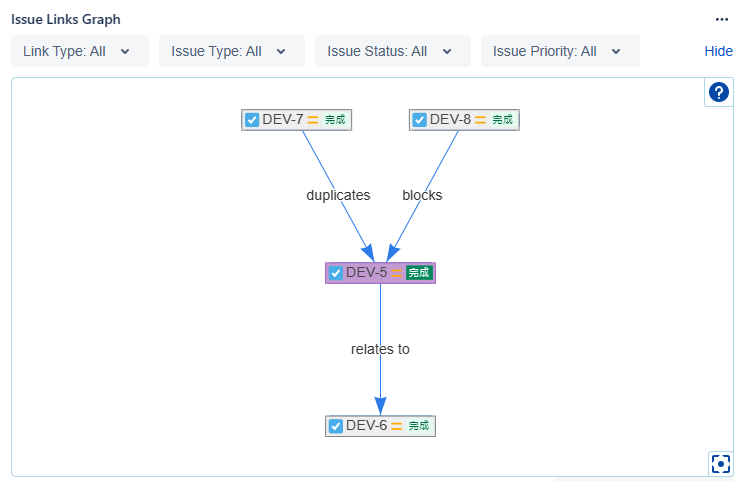 Issue Links Graph
Link Type: All Issue Type: All Issue Status: All Issue Priority: All Hide
DEV-7 完成 DEV-8 完成
duplicates blocks
DEV-5 完成
relates to
DEV-6 完成